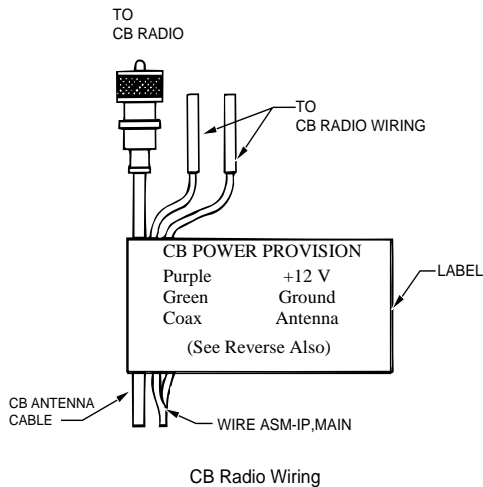 TO
CB RADIO
TO
CB RADIO WIRING
CB POWER PROVISION
Purple +12 V
Green Ground
Coax Antenna
(See Reverse Also)
LABEL
CB ANTENNA
CABLE
WIRE ASM-IP,MAIN
CB Radio Wiring